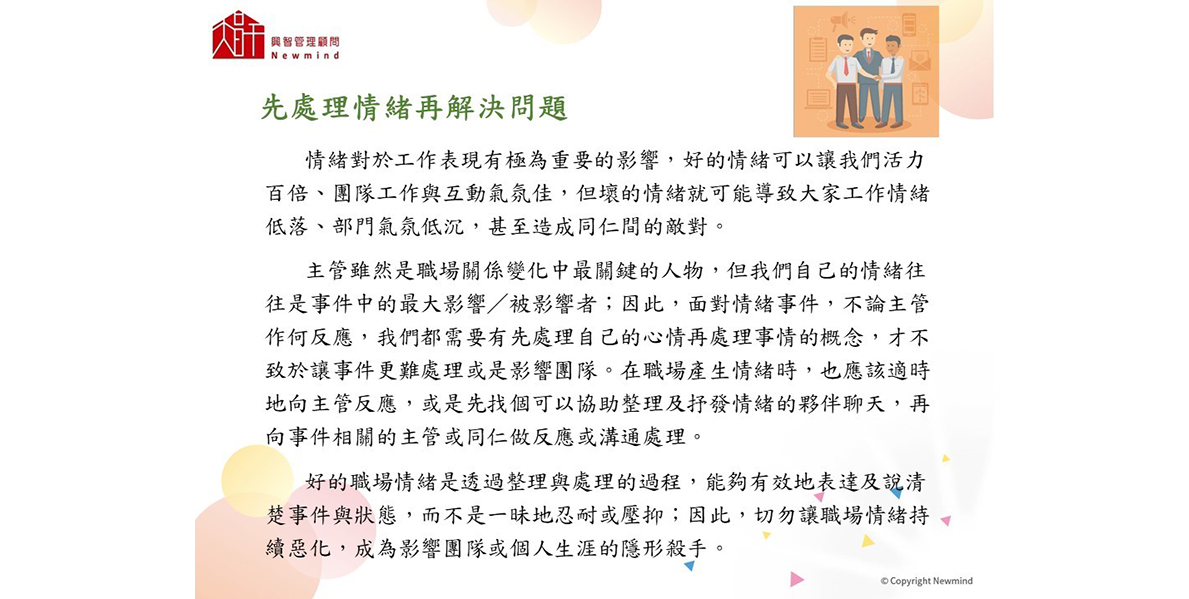 興智管理顧問
Newmind
先處理情緒再解決問題
情緒對於工作表現有極為重要的影響，好的情緒可以讓我們活力
百倍、團隊工作與互動氣氛佳，但壞的情緒就可能導致大家工作情緒
低落、部門氣氛低沉，甚至造成同仁間的敵對。
主管雖然是職場關係變化中最關鍵的人物，但我們自己的情緒往
往是事件中的最大影響／被影響者；因此，面對情緒事件，不論主管
作何反應，我們都需要有先處理自己的心情再處理事情的概念，才不
致於讓事件更難處理或是影響團隊。在職場產生情緒時，也應該適時
地向主管反應，或是先找個可以協助整理及抒發情緒的夥伴聊天，再
向事件相關的主管或同仁做反應或溝通處理。
好的職場情緒是透過整理與處理的過程，能夠有效地表達及說清
楚事件與狀態，而不是一昧地忍耐或壓抑；因此，切勿讓職場情緒持
續惡化，成為影響團隊或個人生涯的隱形殺手。
© Copyright Newmind